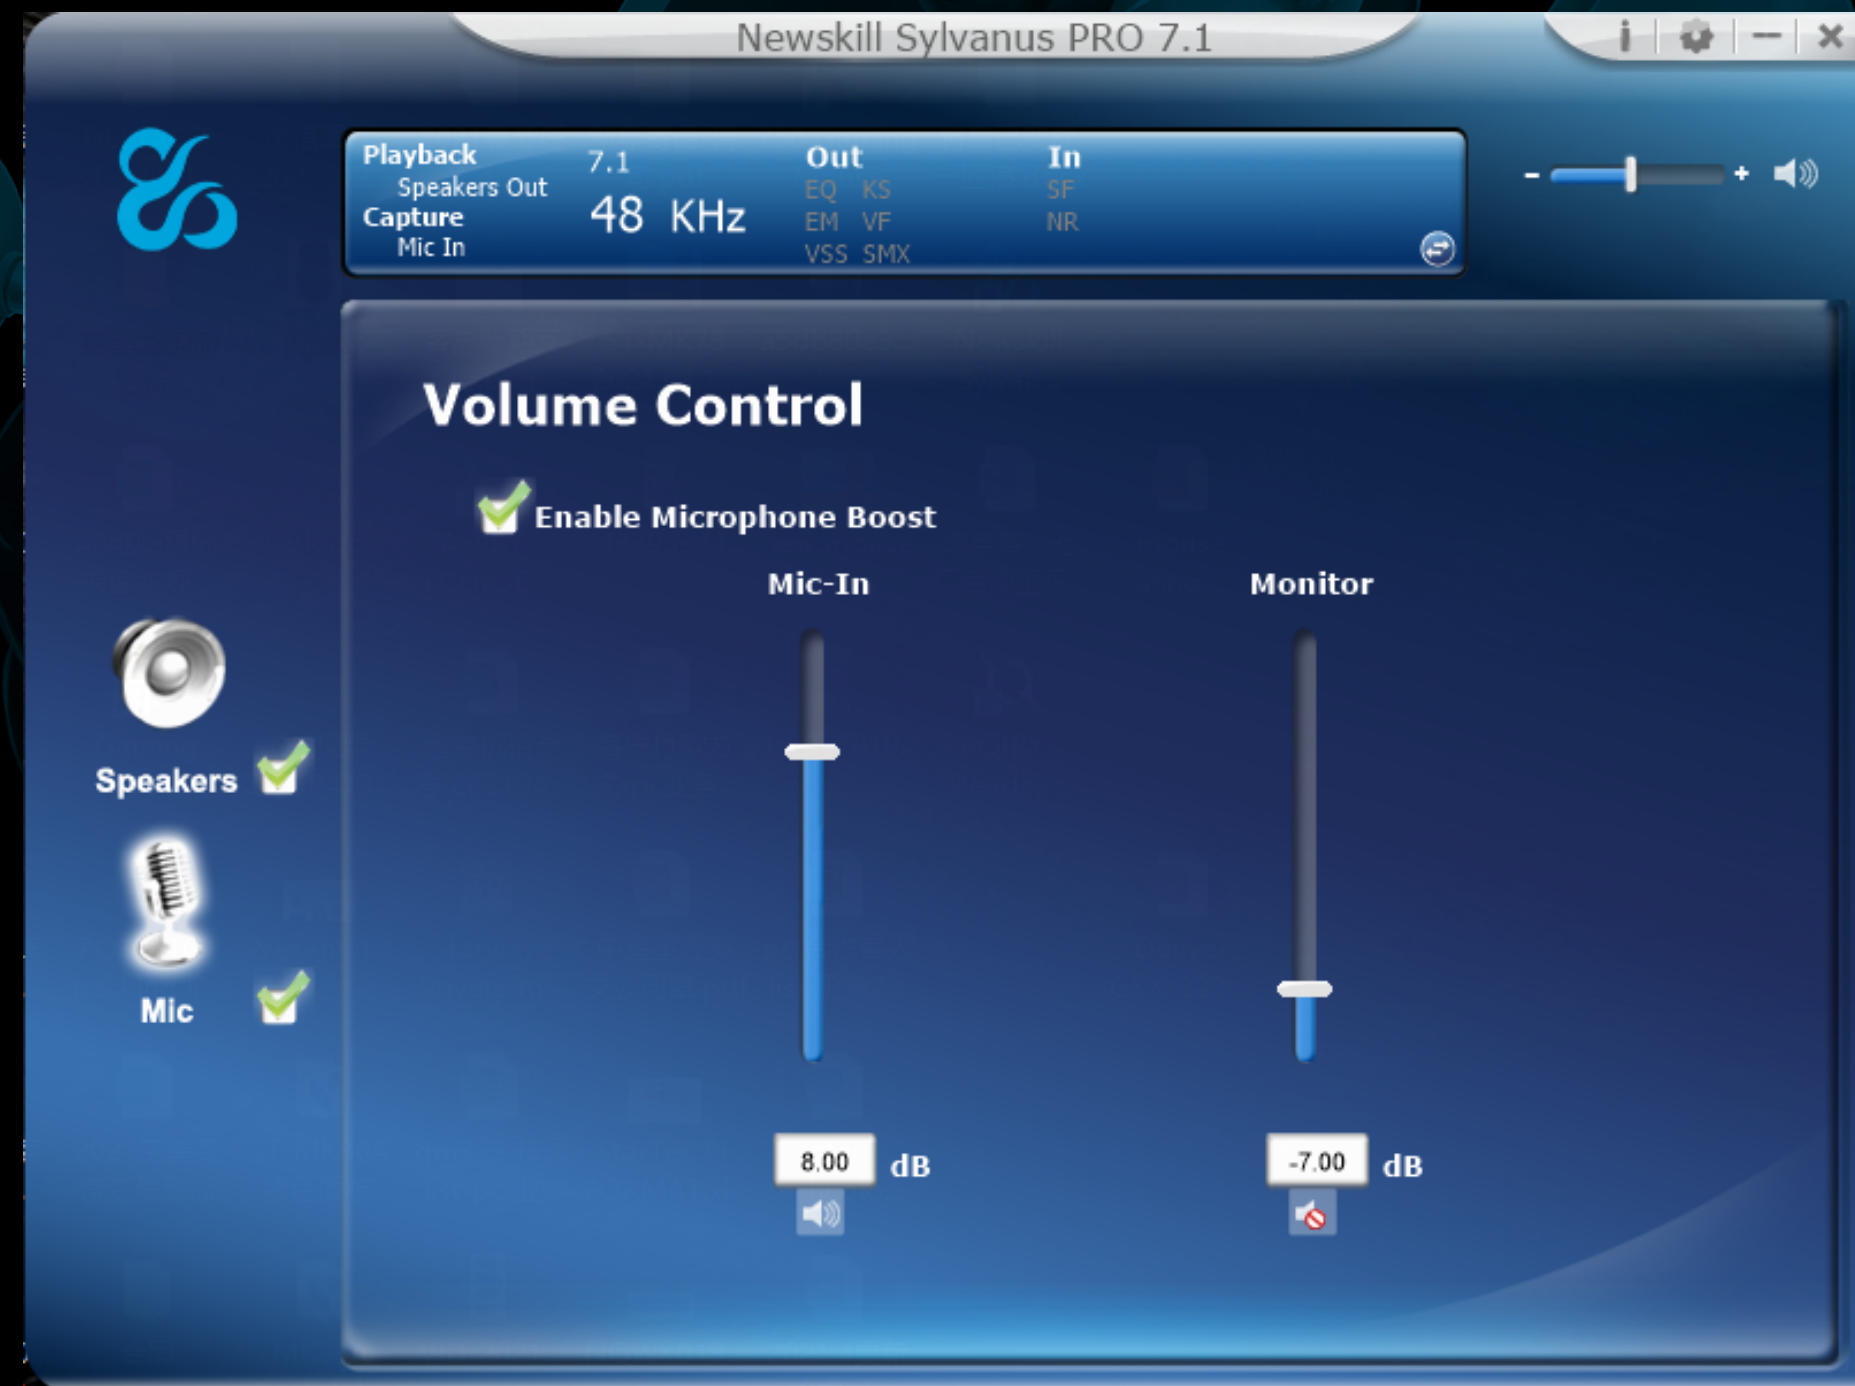 Newskill Sylvanus PRO 7.1
Playback 7.1 Out In
Speakers Out EQ KS SF
Capture 48 KHz EM VF NR
Mic In VSS SMX
Volume Control
Enable Microphone Boost
Mic-In Monitor
Speakers
Mic
8.00 dB -7.00 dB